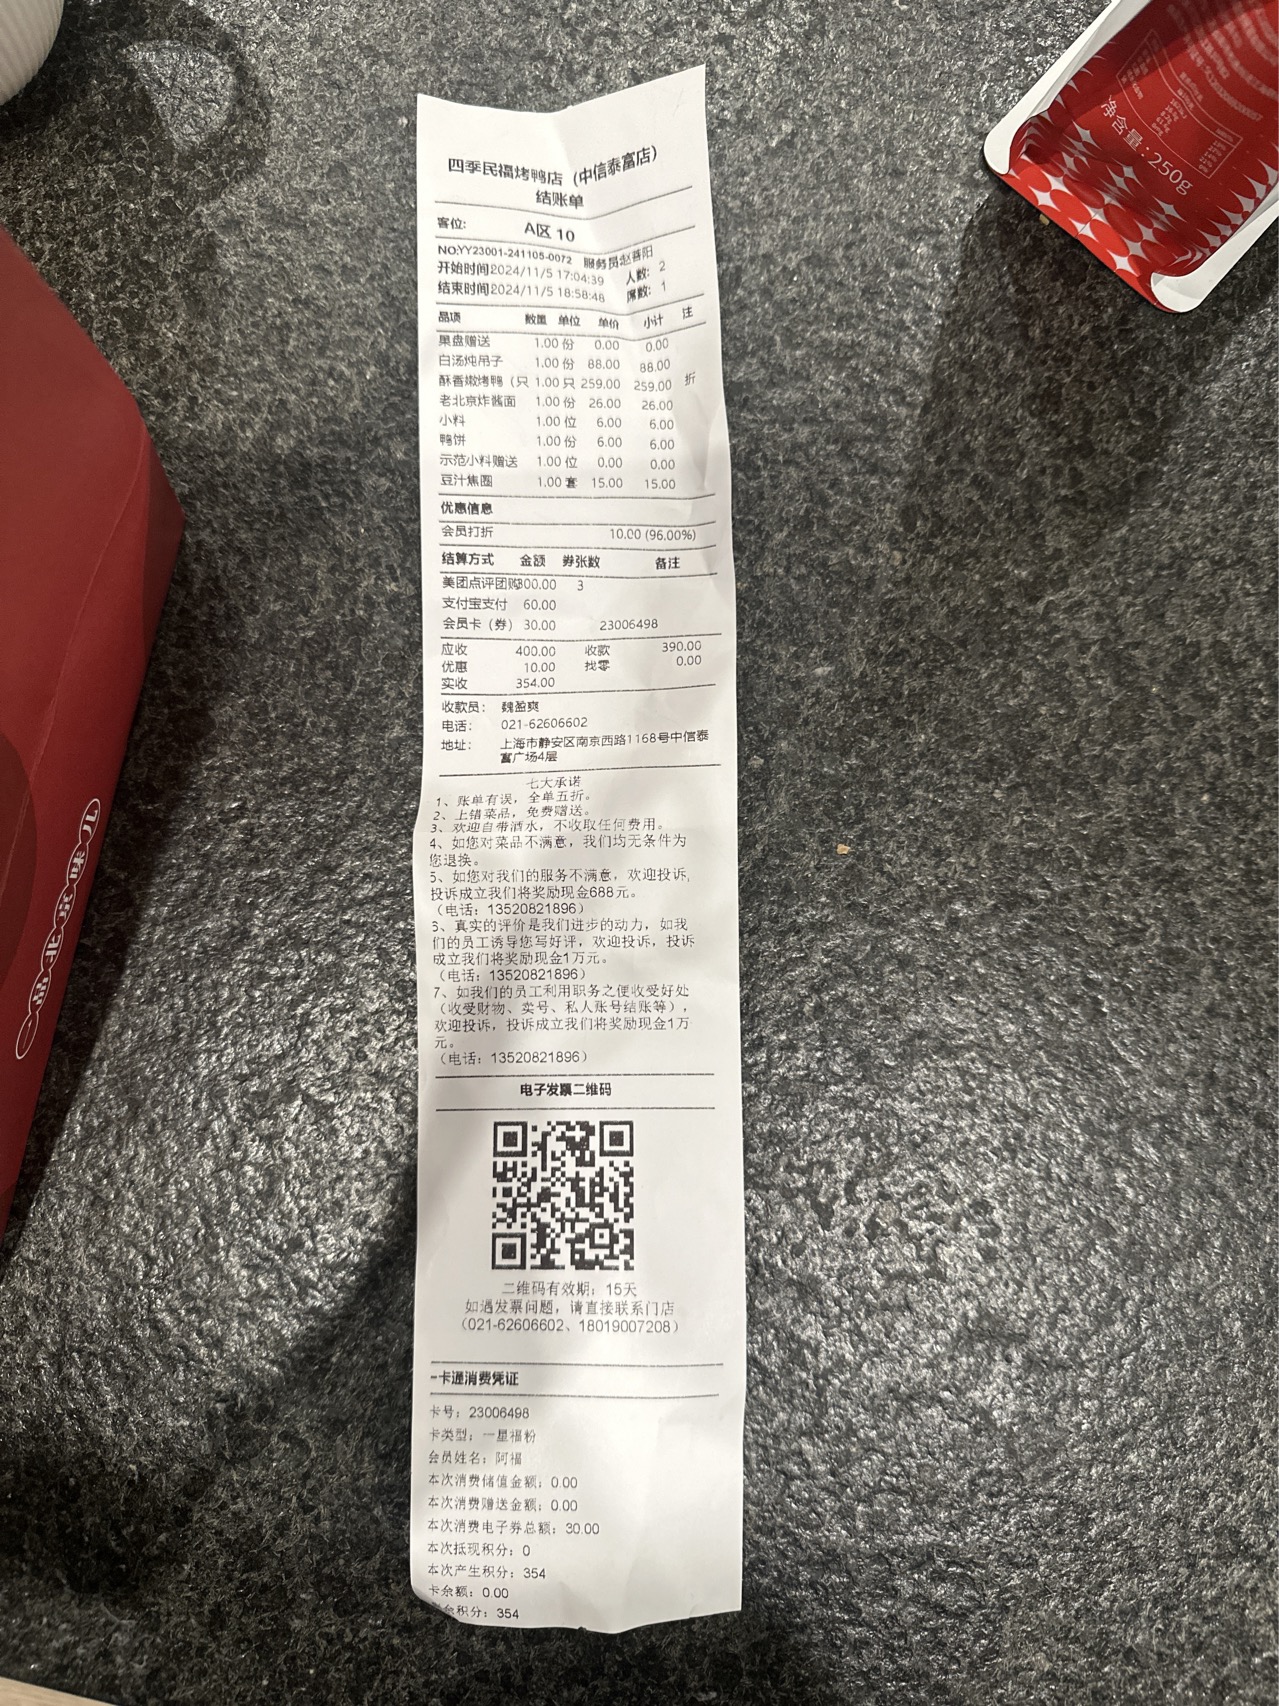 四季民福烤鸭店（中信泰富店）
结账单
客位： A区 10
NO:YY23001-241105-0072 服务员:赵莟阳
开始时间2024/11/5 17:04:39 人数： 2
结束时间2024/11/5 18:58:48 席数： 1
品项 数量 单位 单价 小计 注
果盘赠送 1.00 份 0.00 0.00
白汤炖吊子 1.00 份 88.00 88.00
酥香嫩烤鸭（只 1.00 只 259.00 259.00 折
老北京炸酱面 1.00 份 26.00 26.00
小料 1.00 位 6.00 6.00
鸭饼 1.00 份 6.00 6.00
示范小料赠送 1.00 位 0.00 0.00
豆汁焦圈 1.00 套 15.00 15.00
优惠信息
会员打折 10.00 (96.00%)
结算方式 金额 券张数 备注
美团点评团购300.00 3
支付宝支付 60.00
会员卡（券） 30.00 23006498
应收 400.00 收款 390.00
优惠 10.00 找零 0.00
实收 354.00
收款员： 魏盈爽
电话： 021-62606602
地址： 上海市静安区南京西路1168号中信泰
富广场4层
七大承诺
1、账单有误，全单五折。
2、上错菜品，免费赠送。
3、欢迎自带酒水，不收取任何费用。
4、如您对菜品不满意，我们均无条件为
您退换。
5、如您对我们的服务不满意，欢迎投诉，
投诉成立我们将奖励现金688元。
（电话：13520821896）
6、真实的评价是我们进步的动力，如我
们的员工诱导您写好评，欢迎投诉，投诉
成立我们将奖励现金1万元。
（电话：13520821896）
7、如我们的员工利用职务之便收受好处
（收受财物、卖号、私人账号结账等），
欢迎投诉，投诉成立我们将奖励现金1万
元。
（电话：13520821896）
电子发票二维码
二维码有效期：15天
如遇发票问题，请直接联系门店
（021-62606602、18019007208）
一卡通消费凭证
卡号：23006498
卡类型：一星福粉
会员姓名：阿福
本次消费储值金额：0.00
本次消费赠送金额：0.00
本次消费电子券总额：30.00
本次抵现积分：0
本次产生积分：354
卡余额：0.00
余积分：354
净含量：250g
一品北京味儿